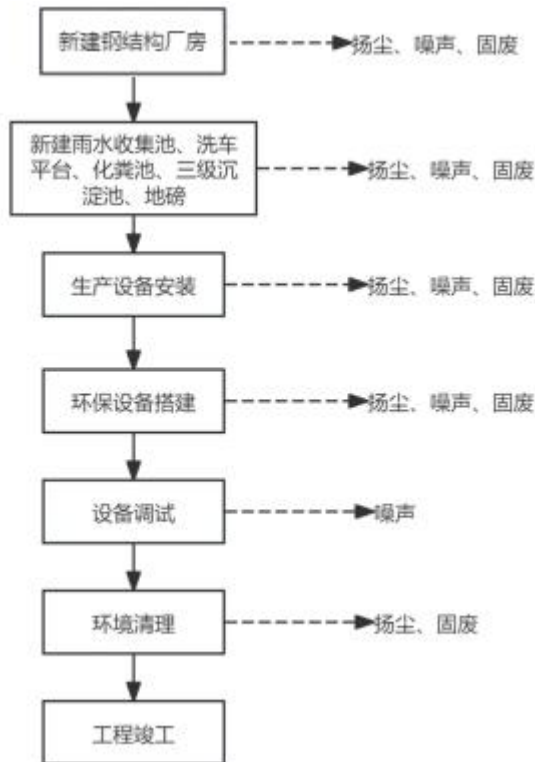 新建钢结构厂房
扬尘、噪声、固废
新建雨水收集池、洗车
平台、化粪池、三级沉
淀池、地磅
扬尘、噪声、固废
生产设备安装
扬尘、噪声、固废
环保设备搭建
扬尘、噪声、固废
设备调试
噪声
环境清理
扬尘、固废
工程竣工